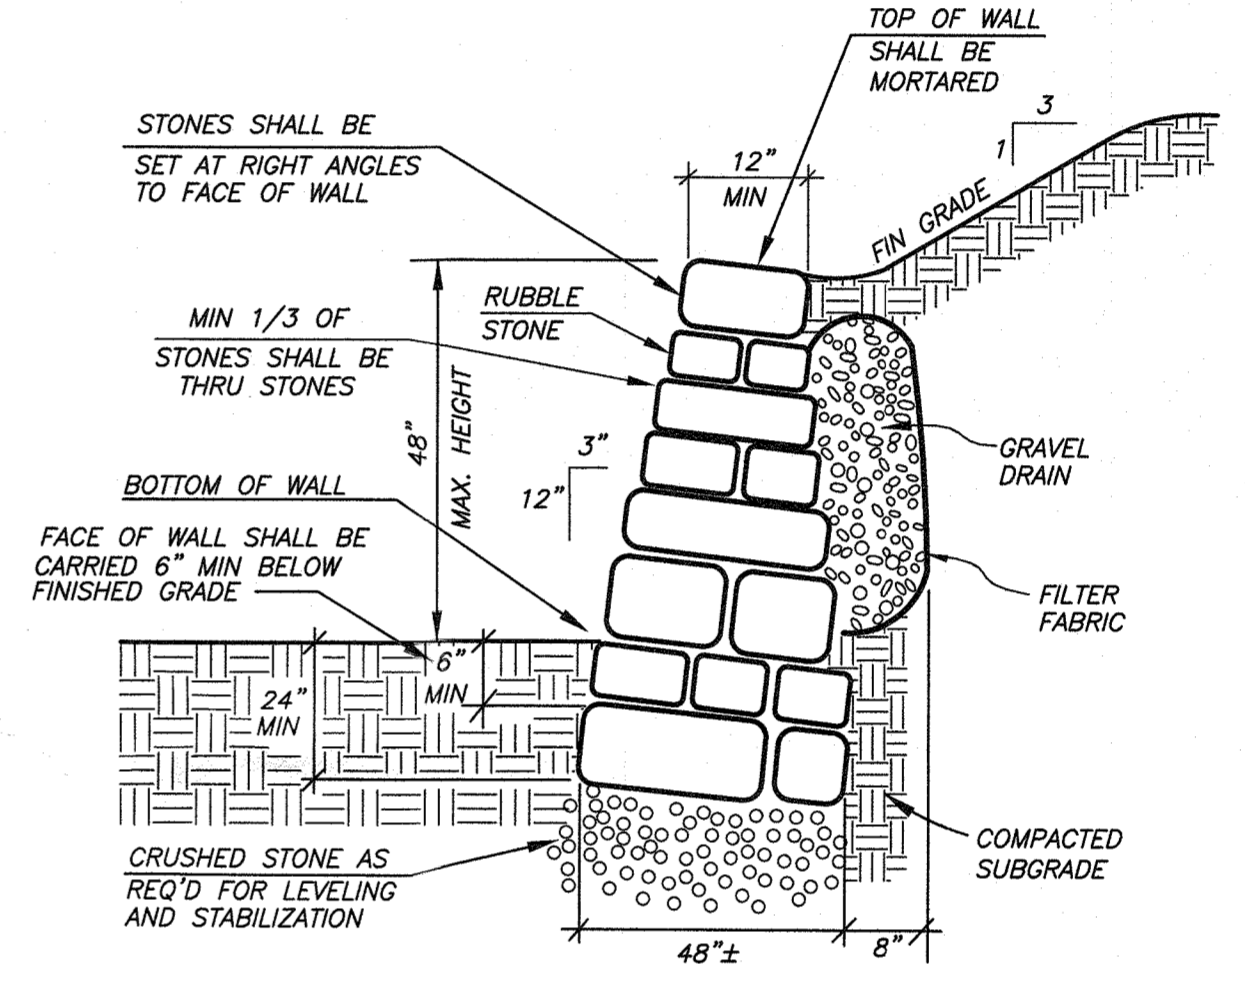 TOP OF WALL
SHALL BE
MORTARED
STONES SHALL BE
SET AT RIGHT ANGLES
TO FACE OF WALL
12"
MIN
3
1
FIN GRADE
MIN 1/3 OF
STONES SHALL BE
THRU STONES
RUBBLE
STONE
48"
MAX. HEIGHT
3"
12"
GRAVEL
DRAIN
BOTTOM OF WALL
FACE OF WALL SHALL BE
CARRIED 6" MIN BELOW
FINISHED GRADE
FILTER
FABRIC
6"
MIN
24"
MIN
COMPACTED
SUBGRADE
CRUSHED STONE AS
REQ'D FOR LEVELING
AND STABILIZATION
48"±
8"